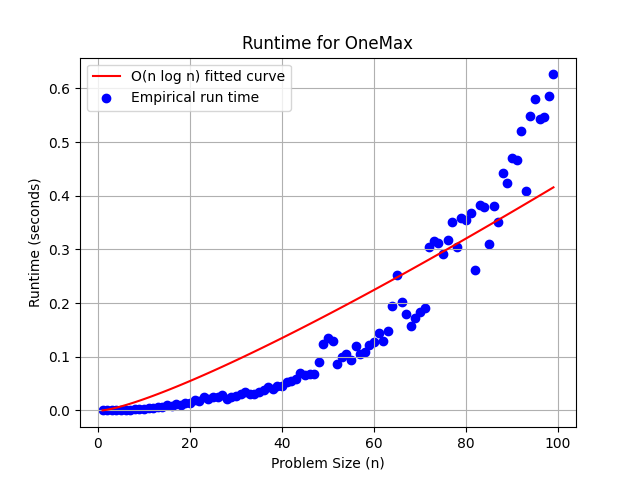 Runtime for OneMax
O(n log n) fitted curve
Empirical run time
Runtime (seconds)
0.6
0.5
0.4
0.3
0.2
0.1
0.0
0 20 40 60 80 100
Problem Size (n)